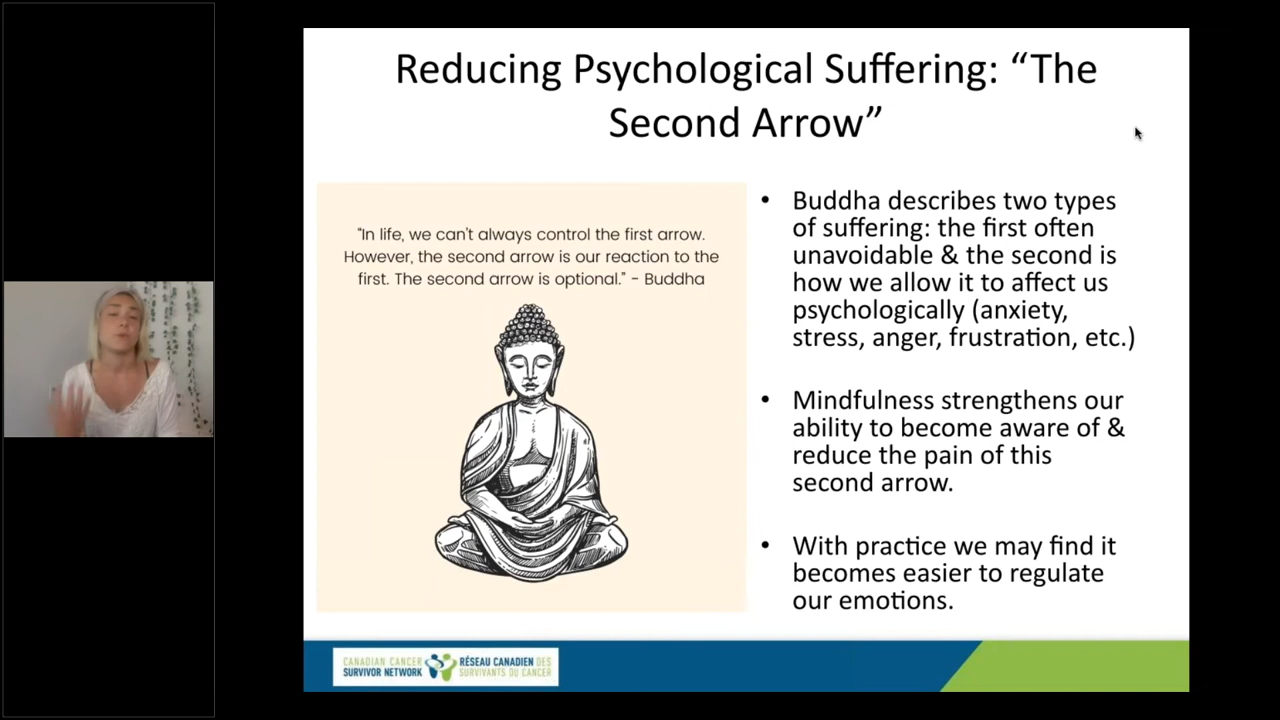 Reducing Psychological Suffering: “The
Second Arrow”
"In life, we can't always control the first arrow.
However, the second arrow is our reaction to the
first. The second arrow is optional." - Buddha
• Buddha describes two types
of suffering: the first often
unavoidable & the second is
how we allow it to affect us
psychologically (anxiety,
stress, anger, frustration, etc.)
• Mindfulness strengthens our
ability to become aware of &
reduce the pain of this
second arrow.
• With practice we may find it
becomes easier to regulate
our emotions.
CANADIAN CANCER
SURVIVOR NETWORK
RÉSEAU CANADIEN DES
SURVIVANTS DU CANCER